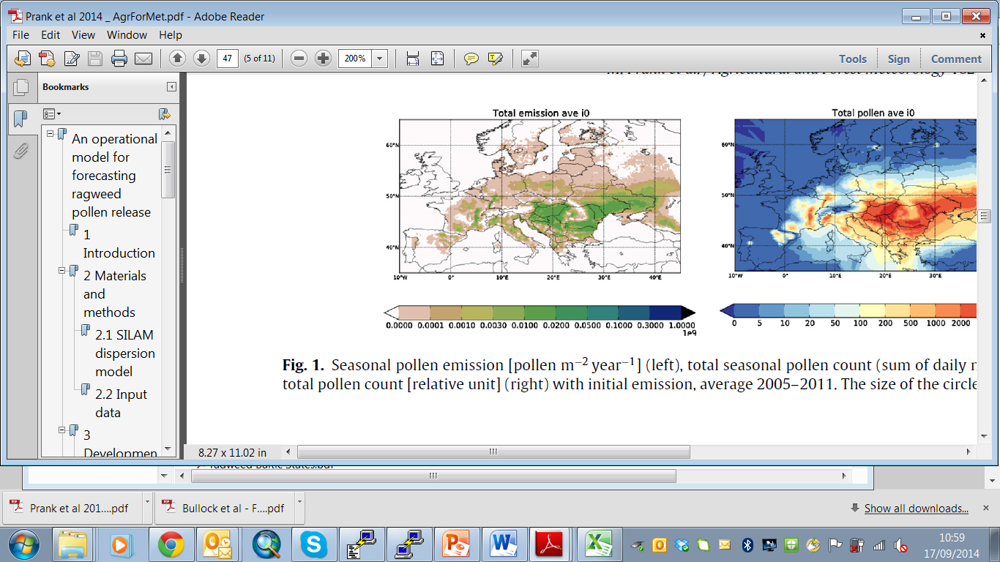 Prank et al 2014 _ AgrForMet.pdf - Adobe Reader
File Edit View Window Help
47 (5 of 11) 200% Tools Sign Comment
Bookmarks
An operational
model for
forecasting
ragweed
pollen release
1
Introduction
2 Materials
and
methods
2.1 SILAM
dispersion
model
2.2 Input
data
3
Developmen
M. Prank et al. / Agricultural and Forest Meteorology 182
Total emission ave i0
60°N
50°N
40°N
10°W 0° 10°E 20°E 30°E 40°E
0.0000 0.0001 0.0010 0.0030 0.0100 0.0200 0.0500 0.1000 0.3000 1.0000
1e9
Total pollen ave i0
60°N
50°N
40°N
10°W 0° 10°E 20°E 30°E
0 5 10 20 50 100 200 500 1000 2000
Fig. 1. Seasonal pollen emission [pollen m−2 year−1] (left), total seasonal pollen count (sum of daily
total pollen count [relative unit] (right) with initial emission, average 2005–2011. The size of the circle
8.27 x 11.02 in
Baltic States.pdf
Prank et al 201....pdf Bullock et al - F....pdf Show all downloads...
10:59
17/09/2014